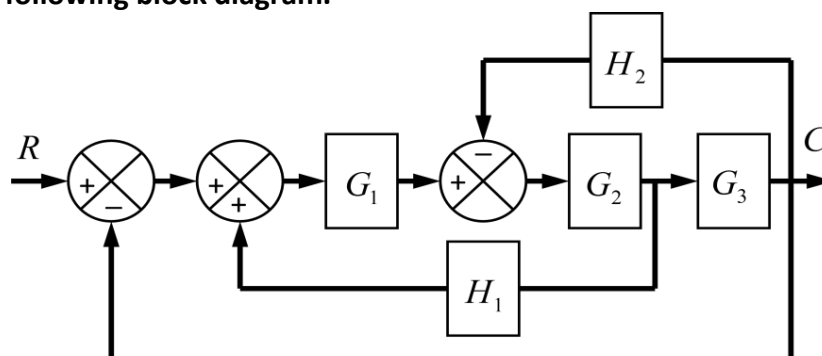 following block diagram.
H₂
R
C
+
−
+
+
G₁
+
−
G₂
G₃
H₁